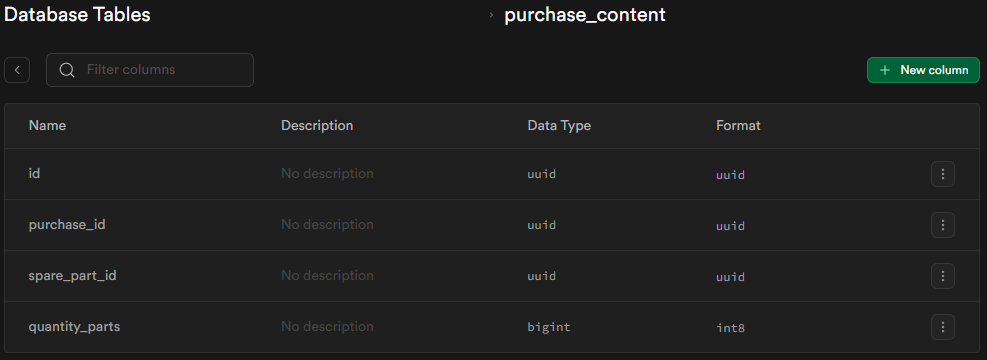 Database Tables › purchase_content
Filter columns
+ New column
Name Description Data Type Format
id No description uuid uuid
purchase_id No description uuid uuid
spare_part_id No description uuid uuid
quantity_parts No description bigint int8